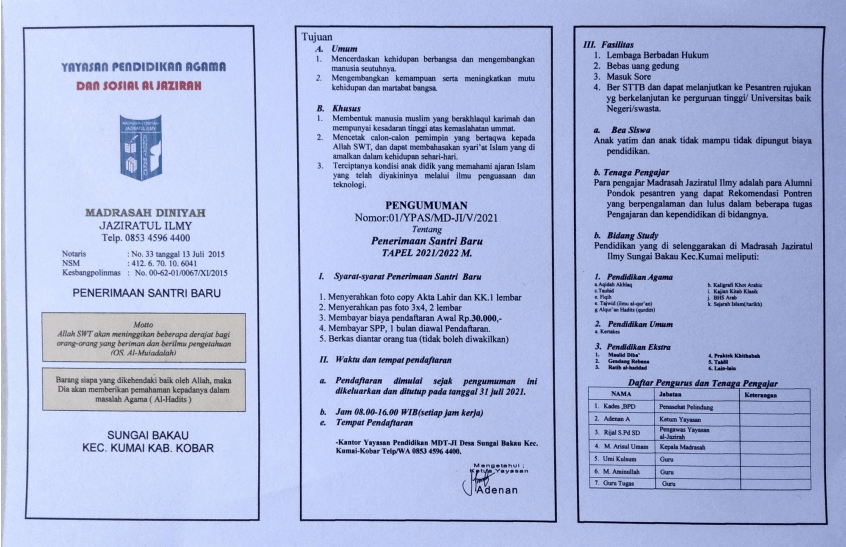 YAYASAN PENDIDIKAN AGAMA
DAN SOSIAL AL JAZIRAH
MADRASAH DINIYAH
JAZIRATUL ILMY
MADRASAH DINIYAH
JAZIRATUL ILMY
Telp. 0853 4596 4400
Notaris : No. 33 tanggal 13 Juli 2015
NSM : 412. 6. 70. 10. 6041
Kesbangpolinmas : No. 00-62-01/0067/XI/2015
PENERIMAAN SANTRI BARU
Motto
Allah SWT akan meninggikan beberapa derajat bagi
orang-orang yang beriman dan berilmu pengetahuan
(OS. Al-Mujadalah)
Barang siapa yang dikehendaki baik oleh Allah, maka
Dia akan memberikan pemahaman kepadanya dalam
masalah Agama ( Al-Hadits )
SUNGAI BAKAU
KEC. KUMAI KAB. KOBAR
Tujuan
A. Umum
1. Mencerdaskan kehidupan berbangsa dan mengembangkan
manusia seutuhnya.
2. Mengembangkan kemampuan serta meningkatkan mutu
kehidupan dan martabat bangsa.
B. Khusus
1. Membentuk manusia muslim yang berakhlaqul karimah dan
mempunyai kesadaran tinggi atas kemaslahatan ummat.
2. Mencetak calon-calon pemimpin yang bertaqwa kepada
Allah SWT, dan dapat membahasakan syari'at Islam yang di
amalkan dalam kehidupan sehari-hari.
3. Terciptanya kondisi anak didik yang memahami ajaran Islam
yang telah diyakininya melalui ilmu penguasaan dan
teknologi.
PENGUMUMAN
Nomor:01/YPAS/MD-JI/V/2021
Tentang
Penerimaan Santri Baru
TAPEL 2021/2022 M.
I. Syarat-syarat Penerimaan Santri Baru
1. Menyerahkan foto copy Akta Lahir dan KK.1 lembar
2. Menyerahkan pas foto 3x4, 2 lembar
3. Membayar biaya pendaftaran Awal Rp.30.000,-
4. Membayar SPP, 1 bulan diawal Pendaftaran.
5. Berkas diantar orang tua (tidak boleh diwakilkan)
II. Waktu dan tempat pendaftaran
a. Pendaftaran dimulai sejak pengumuman ini
dikeluarkan dan ditutup pada tanggal 31 juli 2021.
b. Jam 08.00-16.00 WIB(setiap jam kerja)
c. Tempat Pendaftaran
-Kantor Yayasan Pendidikan MDT-JI Desa Sungai Bakau Kec.
Kumai-Kobar Telp/WA 0853 4596 4400.
Mengetahui ;
Ketua Yayasan
Adenan
III. Fasilitas
1. Lembaga Berbadan Hukum
2. Bebas uang gedung
3. Masuk Sore
4. Ber STTB dan dapat melanjutkan ke Pesantren rujukan
yg berkelanjutan ke perguruan tinggi/ Universitas baik
Negeri/swasta.
a. Bea Siswa
Anak yatim dan anak tidak mampu tidak dipungut biaya
pendidikan.
b. Tenaga Pengajar
Para pengajar Madrasah Jaziratul Ilmy adalah para Alumni
Pondok pesantren yang dapat Rekomendasi Pontren
yang berpengalaman dan lulus dalam beberapa tugas
Pengajaran dan kependidikan di bidangnya.
b. Bidang Study
Pendidikan yang di selenggarakan di Madrasah Jaziratul
Ilmy Sungai Bakau Kec.Kumai meliputi:
1. Pendidikan Agama
a.Aqidah Akhlaq h. Kaligrafi Khot Arabic
c.Tauhid i. Kajian Kitab Klasik
d. Fiqih j. BHS Arab
e. Tajwid (ilmu al-qur'an) k. Sejarah Islam(tarikh)
g Alqur'an Hadits (qurdits)
2. Pendidikan Umum
a. Kertakes
3. Pendidikan Ekstra
1. Maulid Diba' 4. Praktek Khithabah
2. Gendang Rebana 5. Tahlil
3. Ratib al-haddad 6. Lain-lain
Daftar Pengurus dan Tenaga Pengajar
NAMA Jabatan Keterangan
1. Kades ,BPD Penasehat Pelindung
2. Adenan A Ketum Yayasan
3. Rijal S.Pd SD Pengawas Yayasan
al-Jazirah
4. M. Arisul Umam Kepala Madrasah
5. Umi Kulsum Guru
6. M. Aminullah Guru
7. Guru Tugas Guru